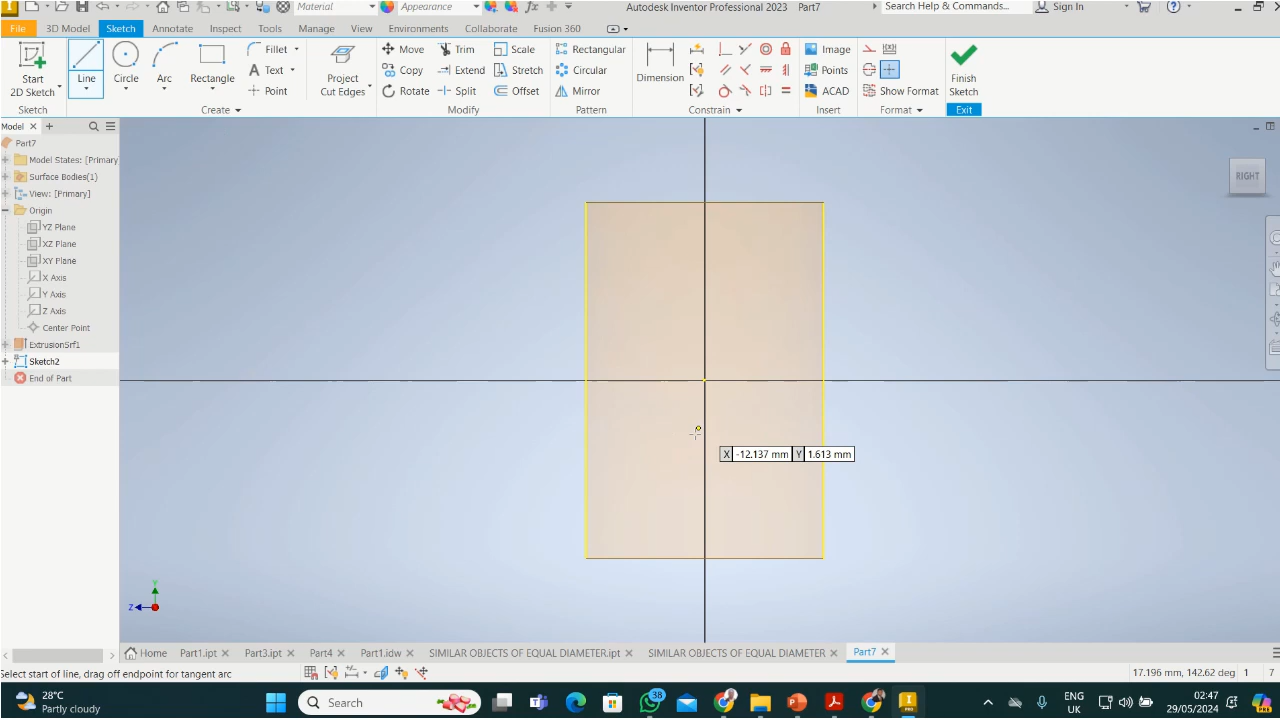 Material
Appearance
Autodesk Inventor Professional 2023 Part7
Search Help & Commands...
Sign In
File 3D Model Sketch Annotate Inspect Tools Manage View Environments Collaborate Fusion 360
Start
2D Sketch
Line
Circle
Arc
Rectangle
Fillet
Text
Point
Project
Cut Edges
Move
Copy
Rotate
Trim
Extend
Split
Scale
Stretch
Offset
Rectangular
Circular
Mirror
Dimension
Image
Points
ACAD
Show Format
Finish
Sketch
Sketch
Create
Modify
Pattern
Constrain
Insert
Format
Exit
Model
Part7
Model States: [Primary
Surface Bodies(1)
View: [Primary]
Origin
YZ Plane
XZ Plane
XY Plane
X Axis
Y Axis
Z Axis
Center Point
ExtrusionSrf1
Sketch2
End of Part
RIGHT
X -12.137 mm Y 1.613 mm
Y
Z
Home Part1.ipt Part3.ipt Part4 Part1.idw SIMILAR OBJECTS OF EQUAL DIAMETER.ipt SIMILAR OBJECTS OF EQUAL DIAMETER Part7
Select start of line, drag off endpoint for tangent arc
17.196 mm, 142.62 deg 1 7
28°C
Partly cloudy
Search
38
ENG
UK
02:47
29/05/2024